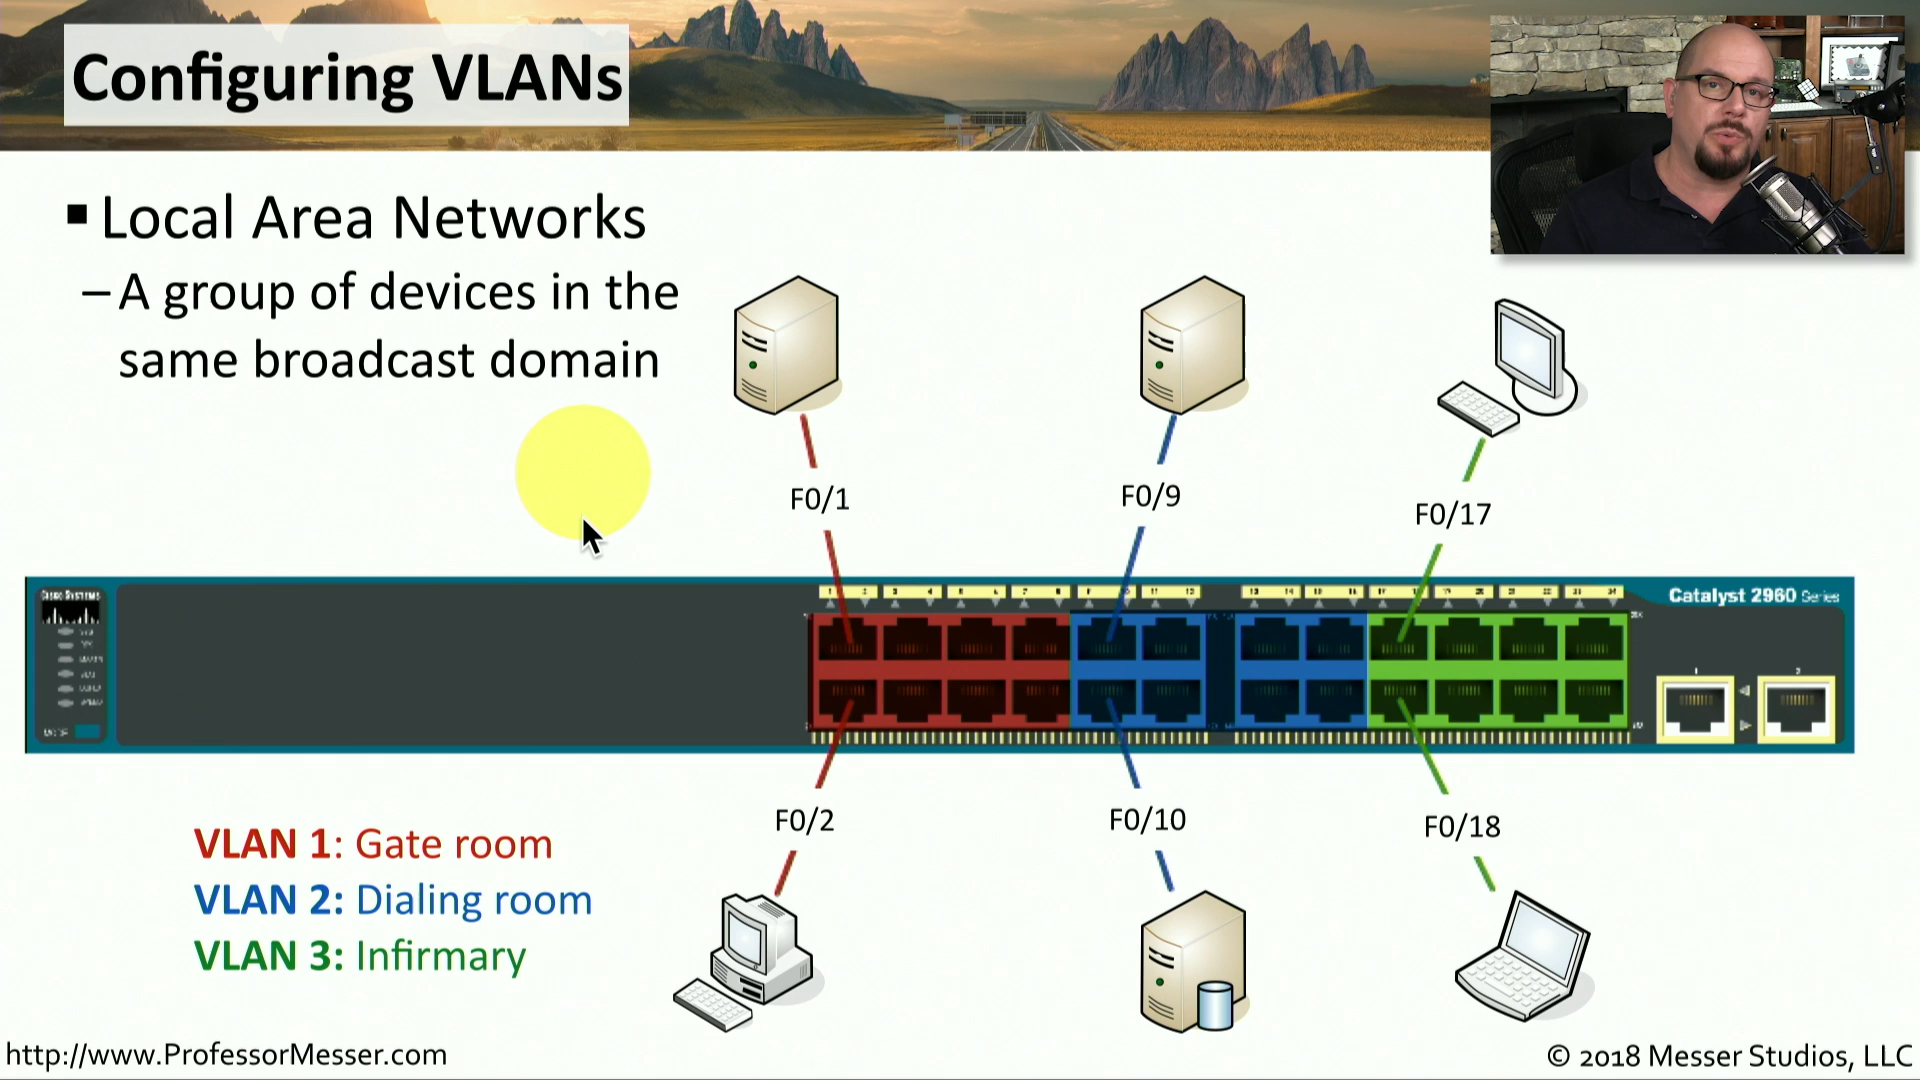 Configuring VLANs
Local Area Networks
– A group of devices in the
same broadcast domain
F0/1
F0/9
F0/17
Cisco Systems
Catalyst 2960 Series
F0/2
F0/10
F0/18
VLAN 1: Gate room
VLAN 2: Dialing room
VLAN 3: Infirmary
http://www.ProfessorMesser.com
© 2018 Messer Studios, LLC